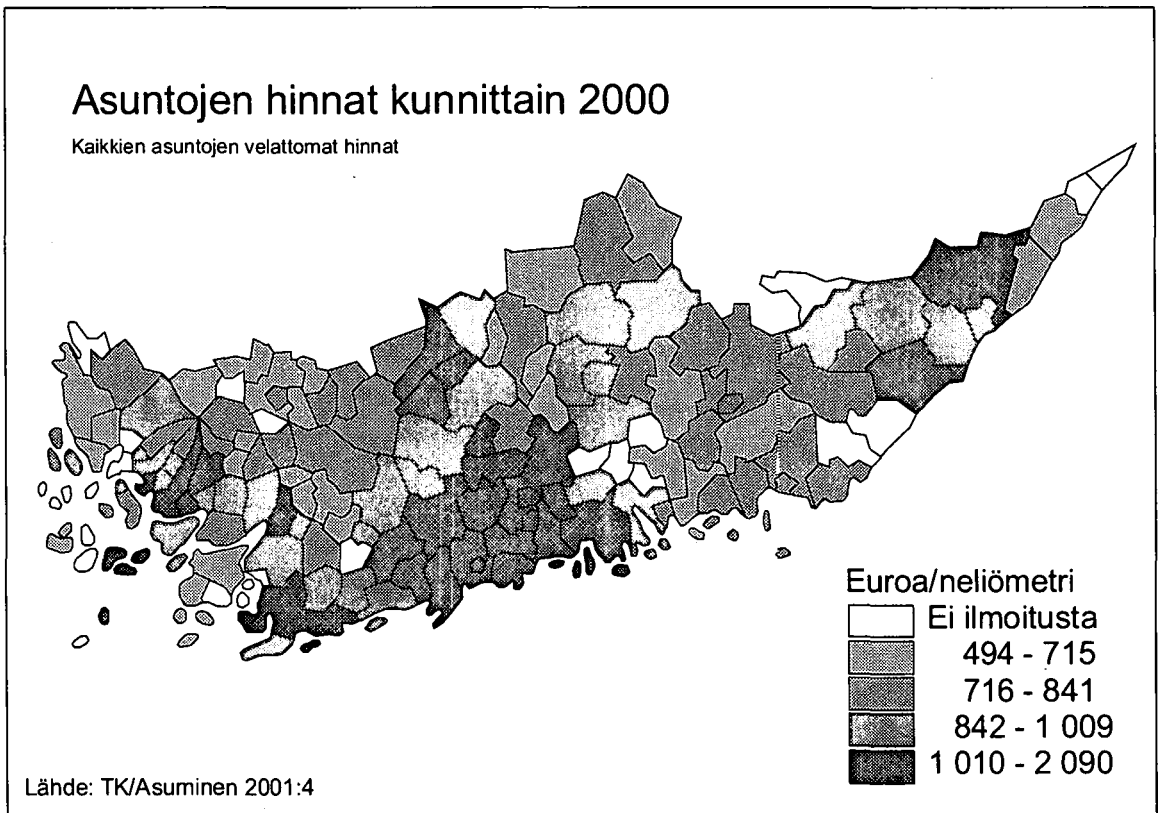 Asuntojen hinnat kunnittain 2000
Kaikkien asuntojen velattomat hinnat
Euroa/neliömetri
Ei ilmoitusta
494 - 715
716 - 841
842 - 1 009
1 010 - 2 090
Lähde: TK/Asuminen 2001:4